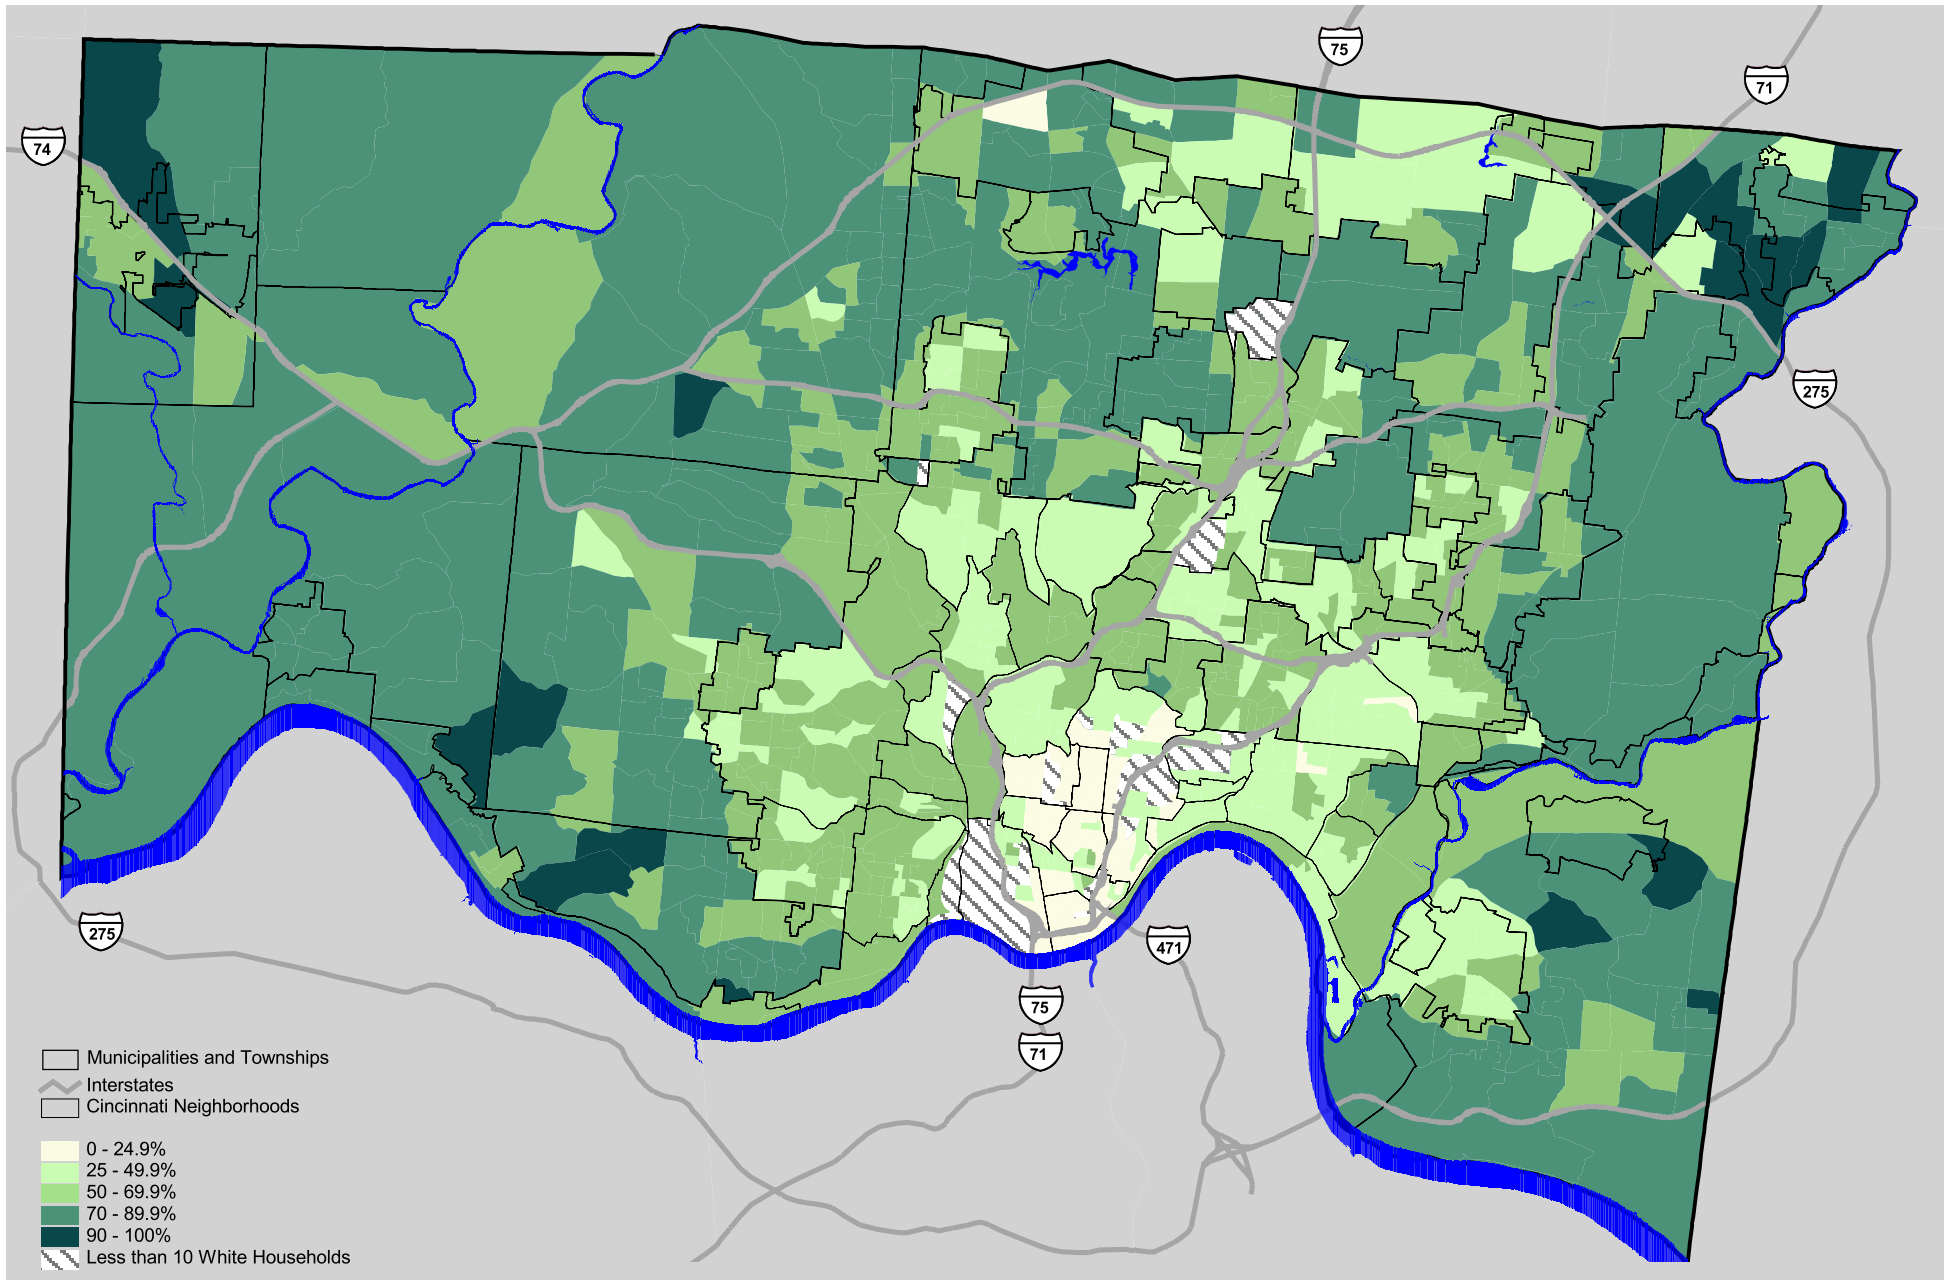 75
71
74
275
275
471
75
71
Municipalities and Townships
Interstates
Cincinnati Neighborhoods
0 - 24.9%
25 - 49.9%
50 - 69.9%
70 - 89.9%
90 - 100%
Less than 10 White Households